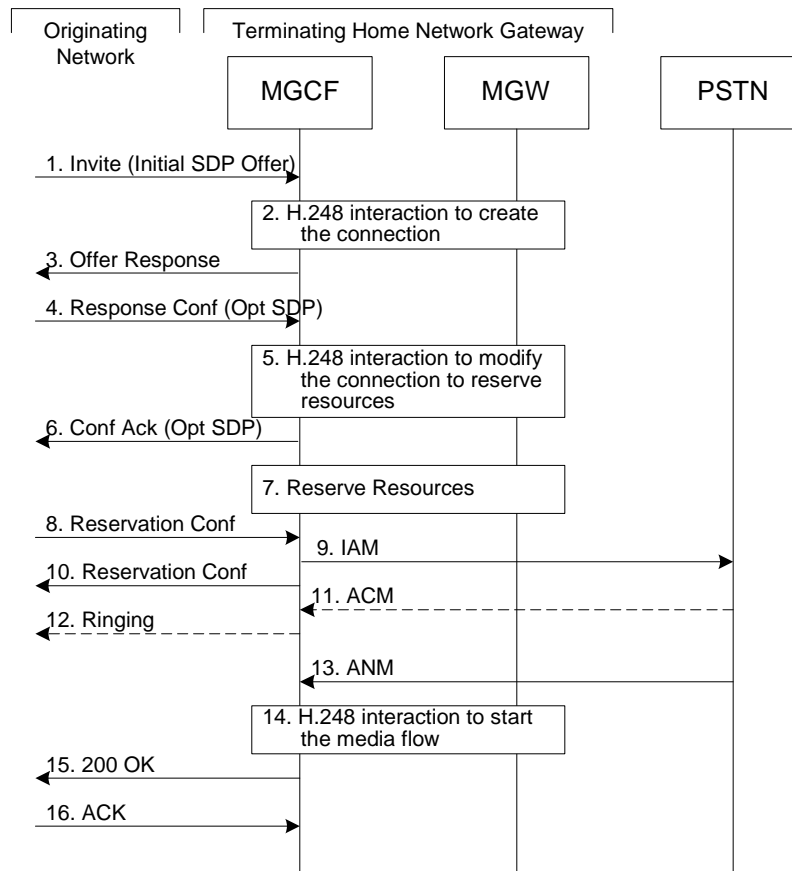 Originating
Network
Terminating Home Network Gateway
MGCF
MGW
PSTN
1. Invite (Initial SDP Offer)
2. H.248 interaction to create
the connection
3. Offer Response
4. Response Conf (Opt SDP)
5. H.248 interaction to modify
the connection to reserve
resources
6. Conf Ack (Opt SDP)
7. Reserve Resources
8. Reservation Conf
9. IAM
10. Reservation Conf
11. ACM
12. Ringing
13. ANM
14. H.248 interaction to start
the media flow
15. 200 OK
16. ACK